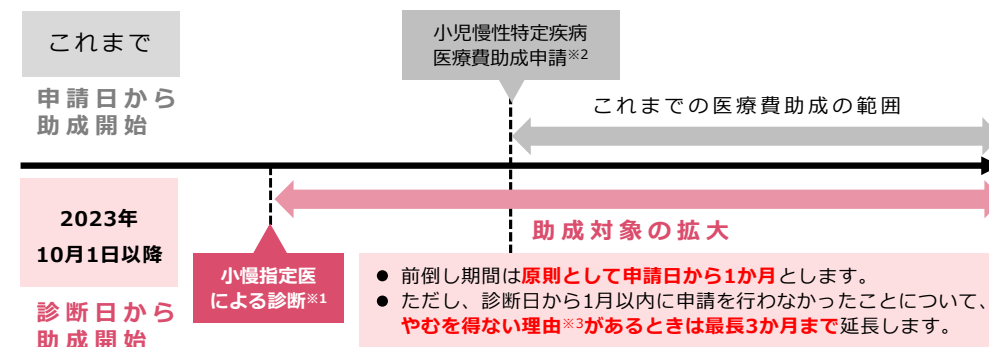 これまで
申請日から
助成開始
小児慢性特定疾病
医療費助成申請※2
これまでの医療費助成の範囲
2023年
10月1日以降
診断日から
助成開始
小慢指定医
による診断※1
助成対象の拡大
● 前倒し期間は原則として申請日から1か月とします。
● ただし、診断日から1月以内に申請を行わなかったことについて、
やむを得ない理由※3があるときは最長3か月まで延長します。